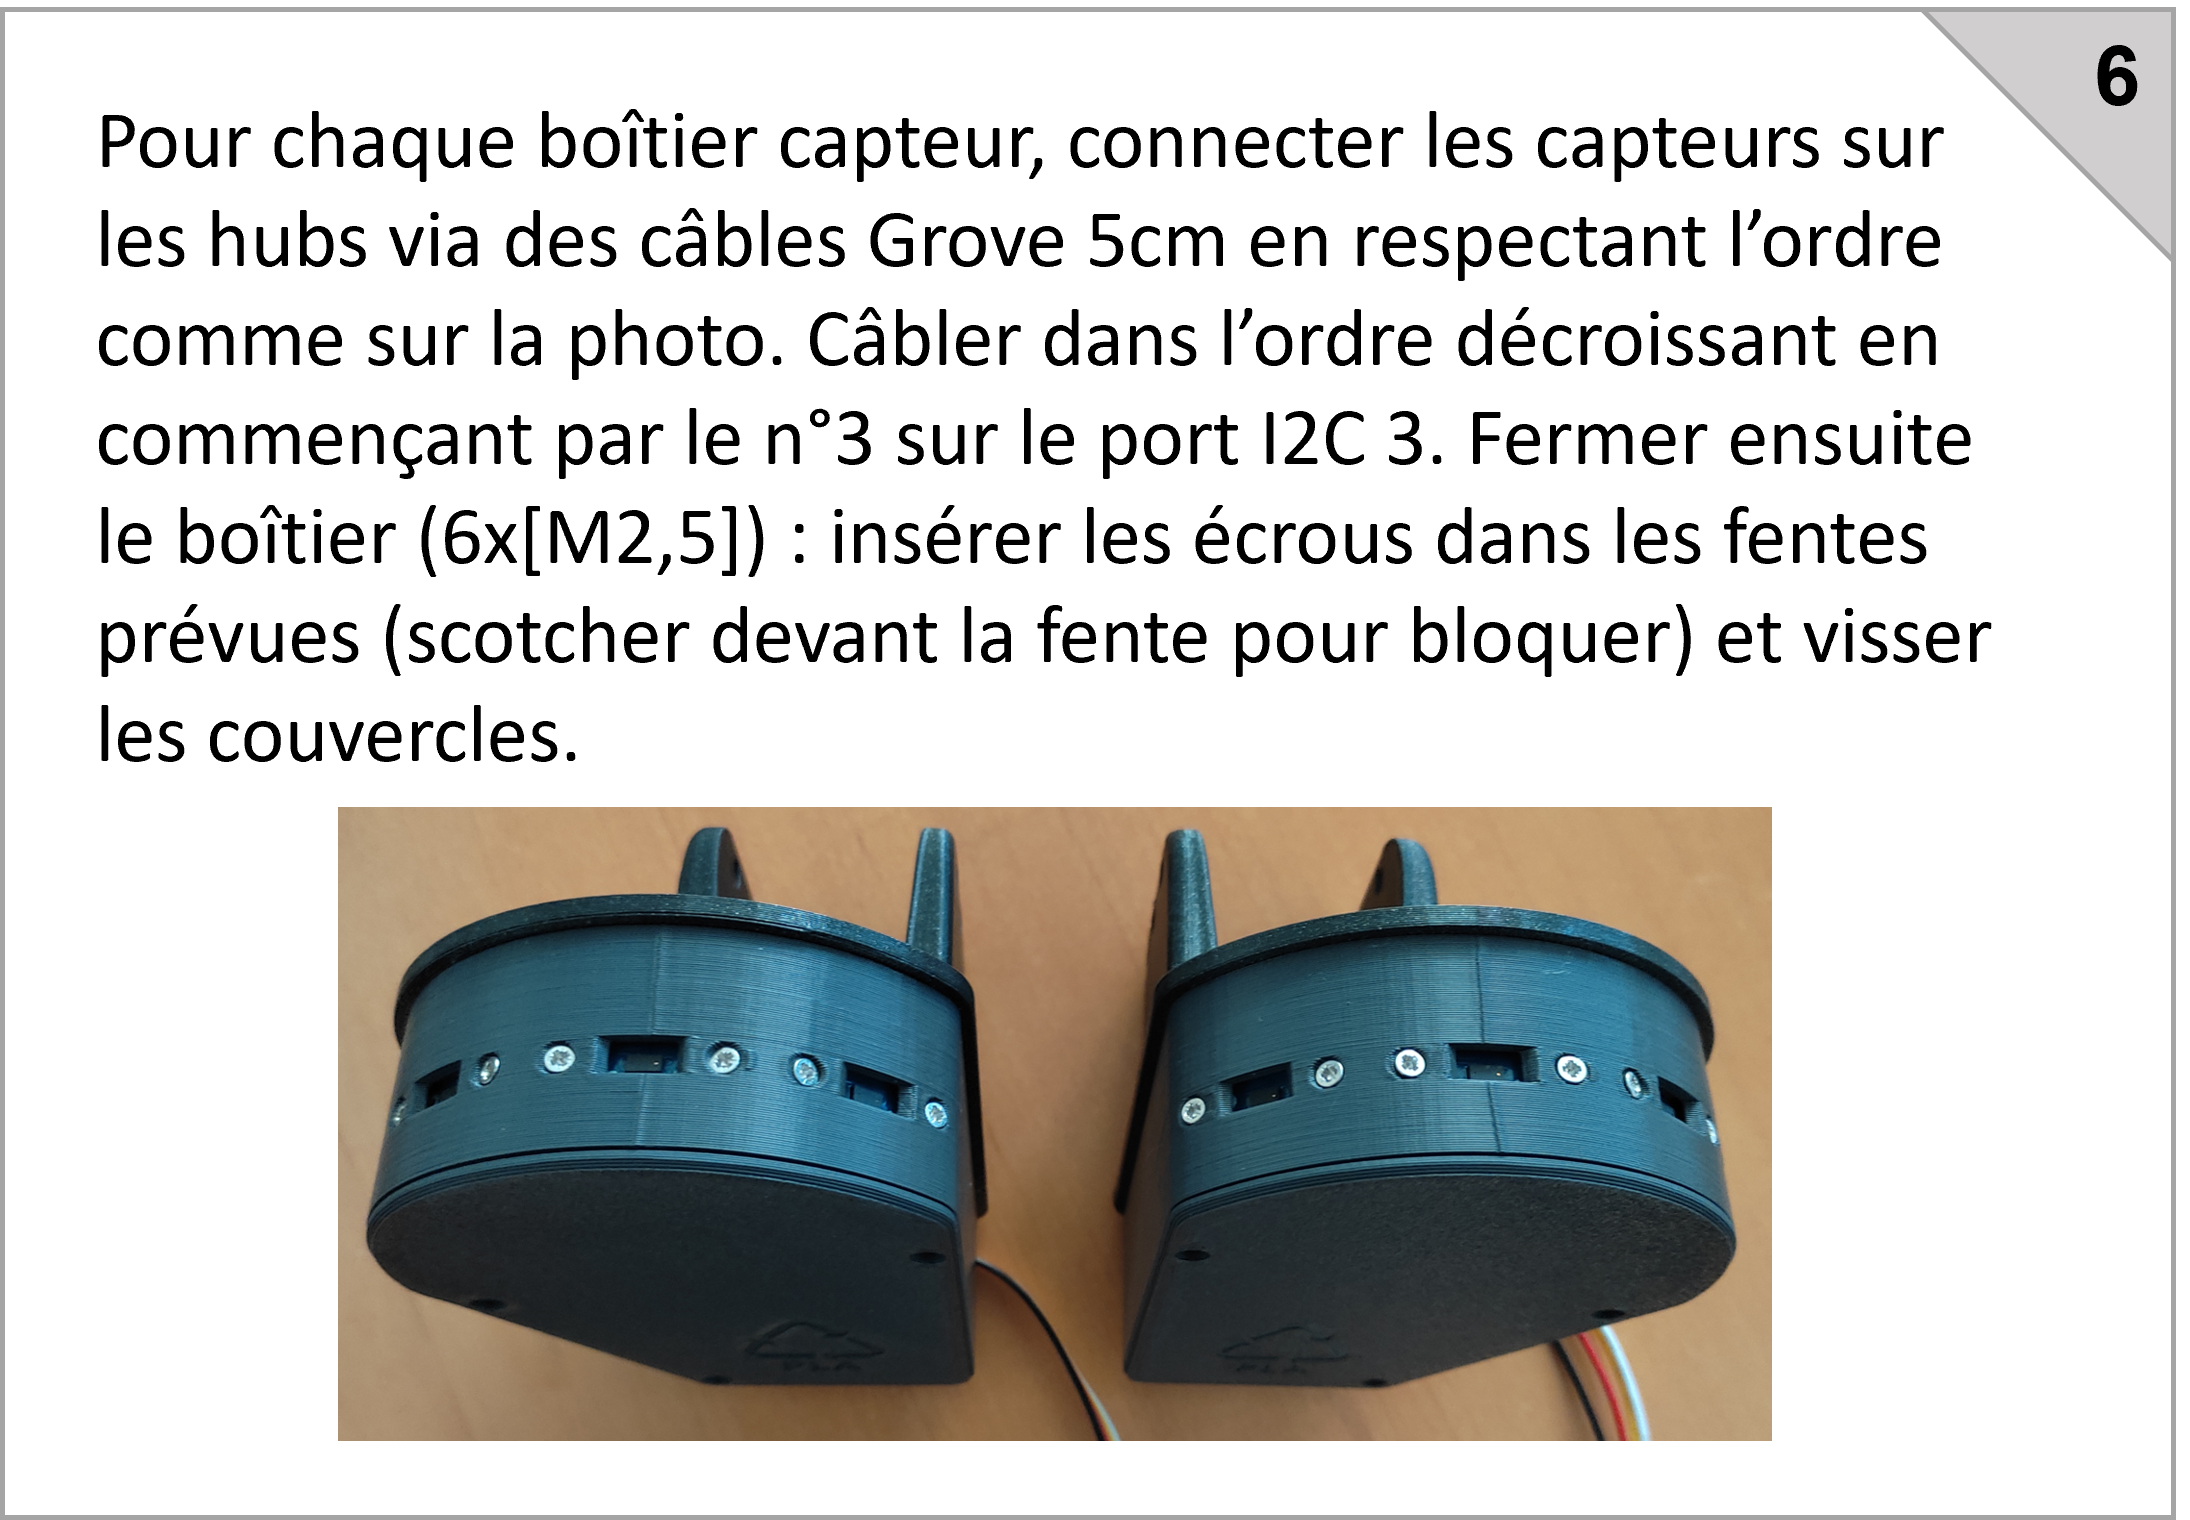 6
Pour chaque boîtier capteur, connecter les capteurs sur
les hubs via des câbles Grove 5cm en respectant l’ordre
comme sur la photo. Câbler dans l’ordre décroissant en
commençant par le n°3 sur le port I2C 3. Fermer ensuite
le boîtier (6x[M2,5]) : insérer les écrous dans les fentes
prévues (scotcher devant la fente pour bloquer) et visser
les couvercles.
PLA
PLA